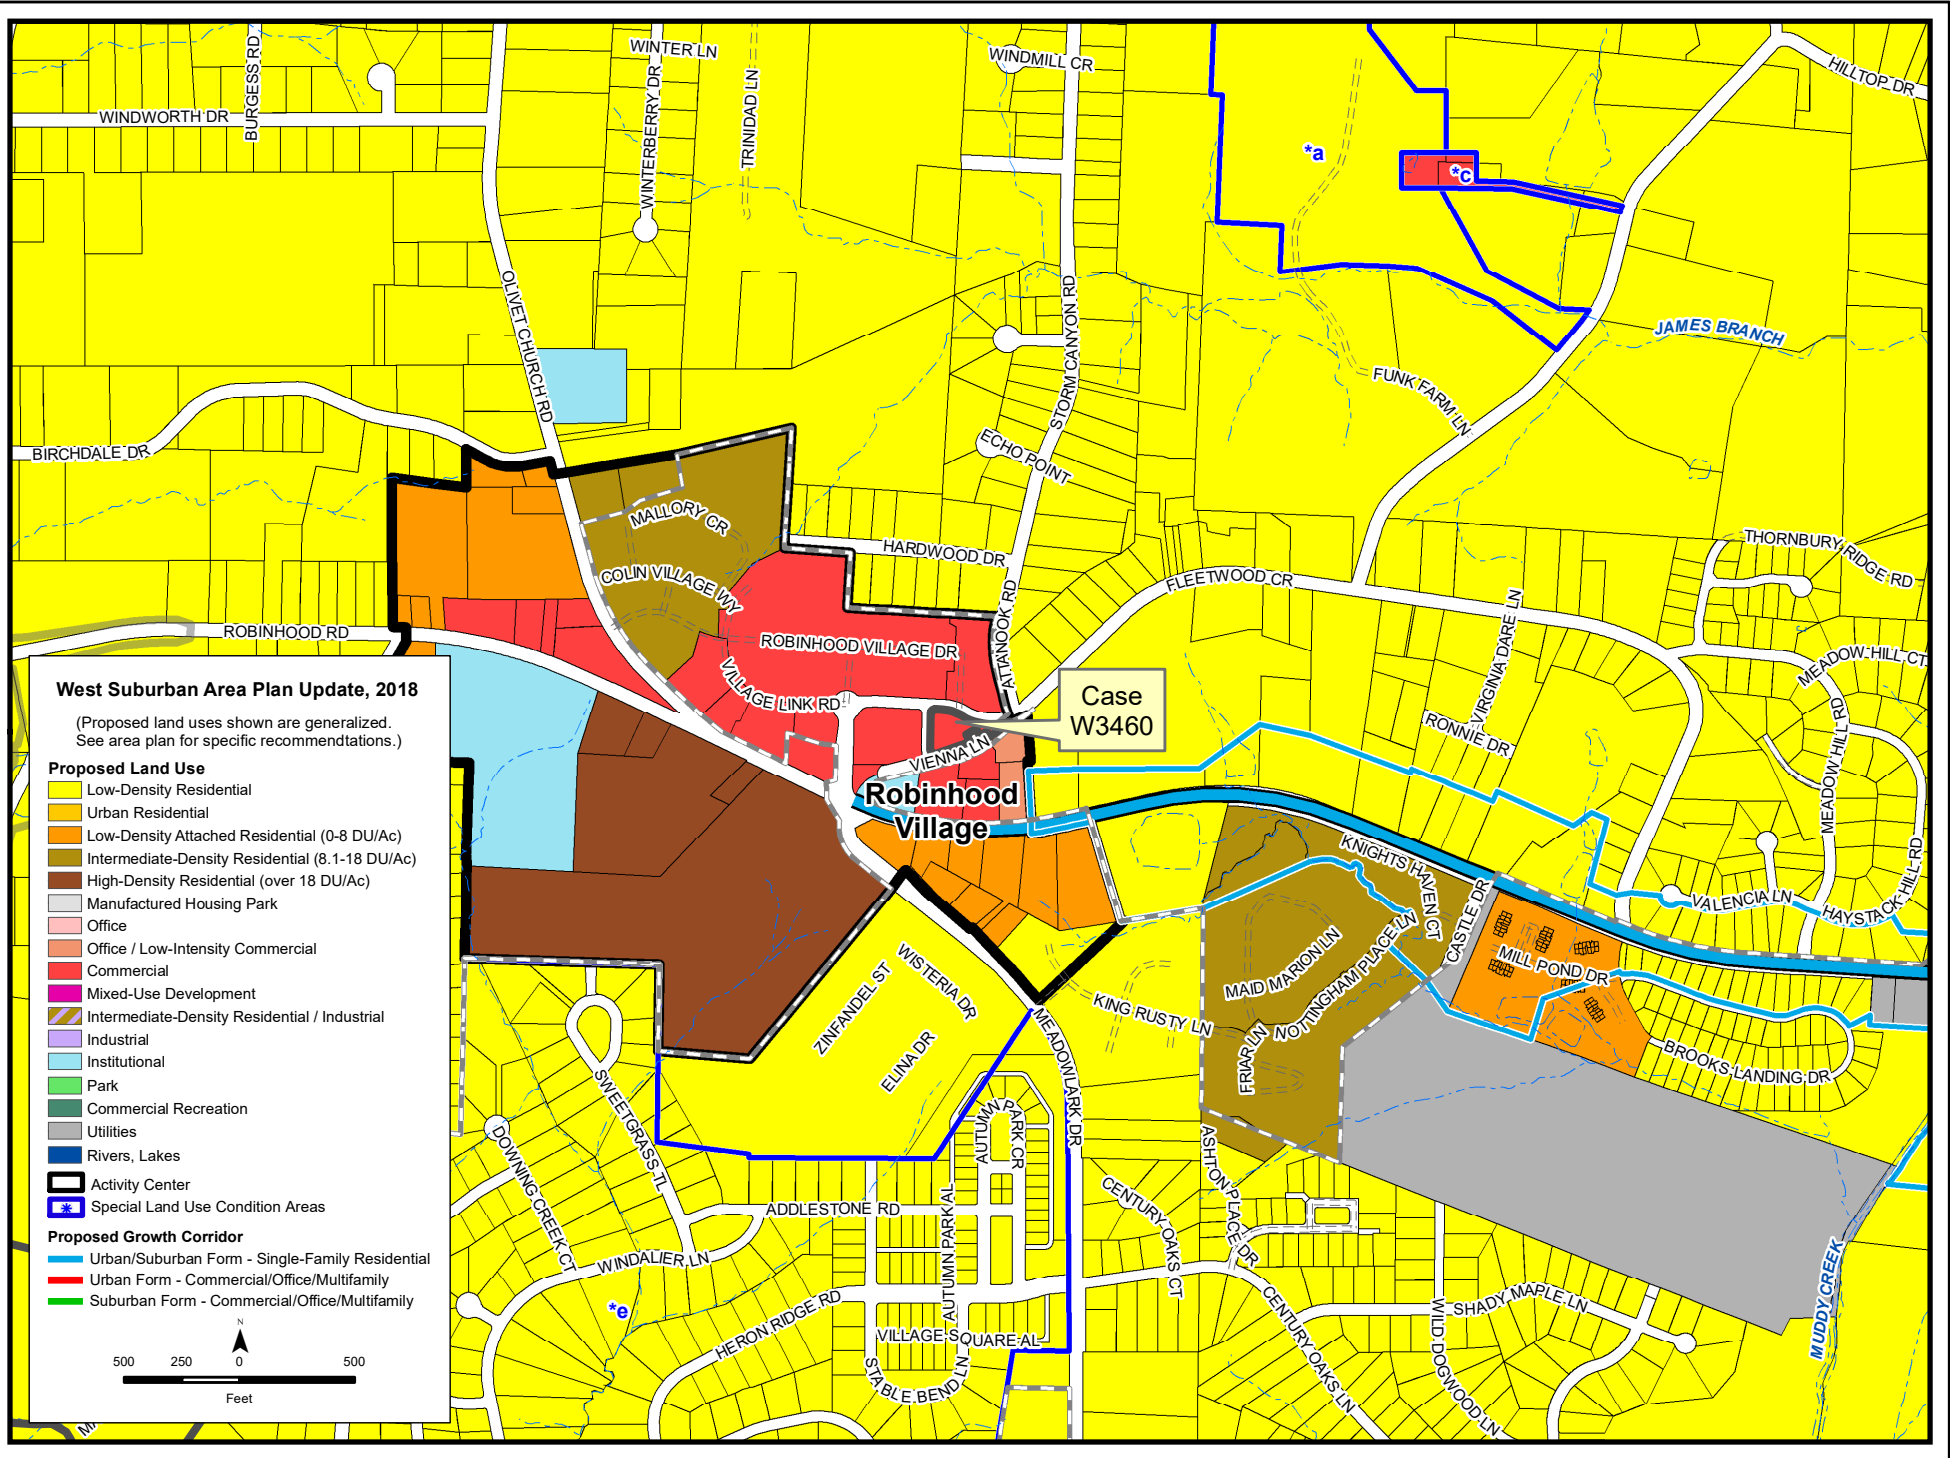 WINTER LN
WINDMILL CR
HILLTOP DR
BURGESS RD
WINDWORTH DR
WINTERBERRY DR
TRINIDAD LN
*a
*c
OLIVET CHURCH RD
STORM CANYON RD
JAMES BRANCH
FUNK FARM LN
BIRCHDALE DR
ECHO POINT
MALLORY CR
HARDWOOD DR
THORNBURY RIDGE RD
COLIN VILLAGE WY
FLEETWOOD CR
ATTANOOK RD
VIRGINIA DARE LN
ROBINHOOD RD
ROBINHOOD VILLAGE DR
MEADOW HILL CT
VILLAGE LINK RD
Case
W3460
RONNIE DR
MEADOW HILL RD
VIENNA LN
Robinhood
Village
KNIGHTS HAVEN CT
CASTLE DR
VALENCIA LN
HAYSTACK HILL RD
MILL POND DR
WISTERIA DR
ZINFANDEL ST
ELINA DR
MAID MARION LN
NOTTINGHAM PLACE LN
KING RUSTY LN
FRIAR LN
BROOKS LANDING DR
MEADOWLARK DR
SWEETGRASS TL
AUTUMN PARK CR
DOWNING CREEK CT
ASHTON PLACE DR
ADDLESTONE RD
AUTUMN PARK AL
CENTURY OAKS CT
WINDALIER LN
*e
HERON RIDGE RD
VILLAGE SQUARE AL
STABLE BEND LN
CENTURY OAKS LN
SHADY MAPLE LN
WILD DOGWOOD LN
MUDDY CREEK
West Suburban Area Plan Update, 2018
(Proposed land uses shown are generalized.
See area plan for specific recommendtations.)
Proposed Land Use
Low-Density Residential
Urban Residential
Low-Density Attached Residential (0-8 DU/Ac)
Intermediate-Density Residential (8.1-18 DU/Ac)
High-Density Residential (over 18 DU/Ac)
Manufactured Housing Park
Office
Office / Low-Intensity Commercial
Commercial
Mixed-Use Development
Intermediate-Density Residential / Industrial
Industrial
Institutional
Park
Commercial Recreation
Utilities
Rivers, Lakes
Activity Center
* Special Land Use Condition Areas
Proposed Growth Corridor
Urban/Suburban Form - Single-Family Residential
Urban Form - Commercial/Office/Multifamily
Suburban Form - Commercial/Office/Multifamily
N
500 250 0 500
Feet